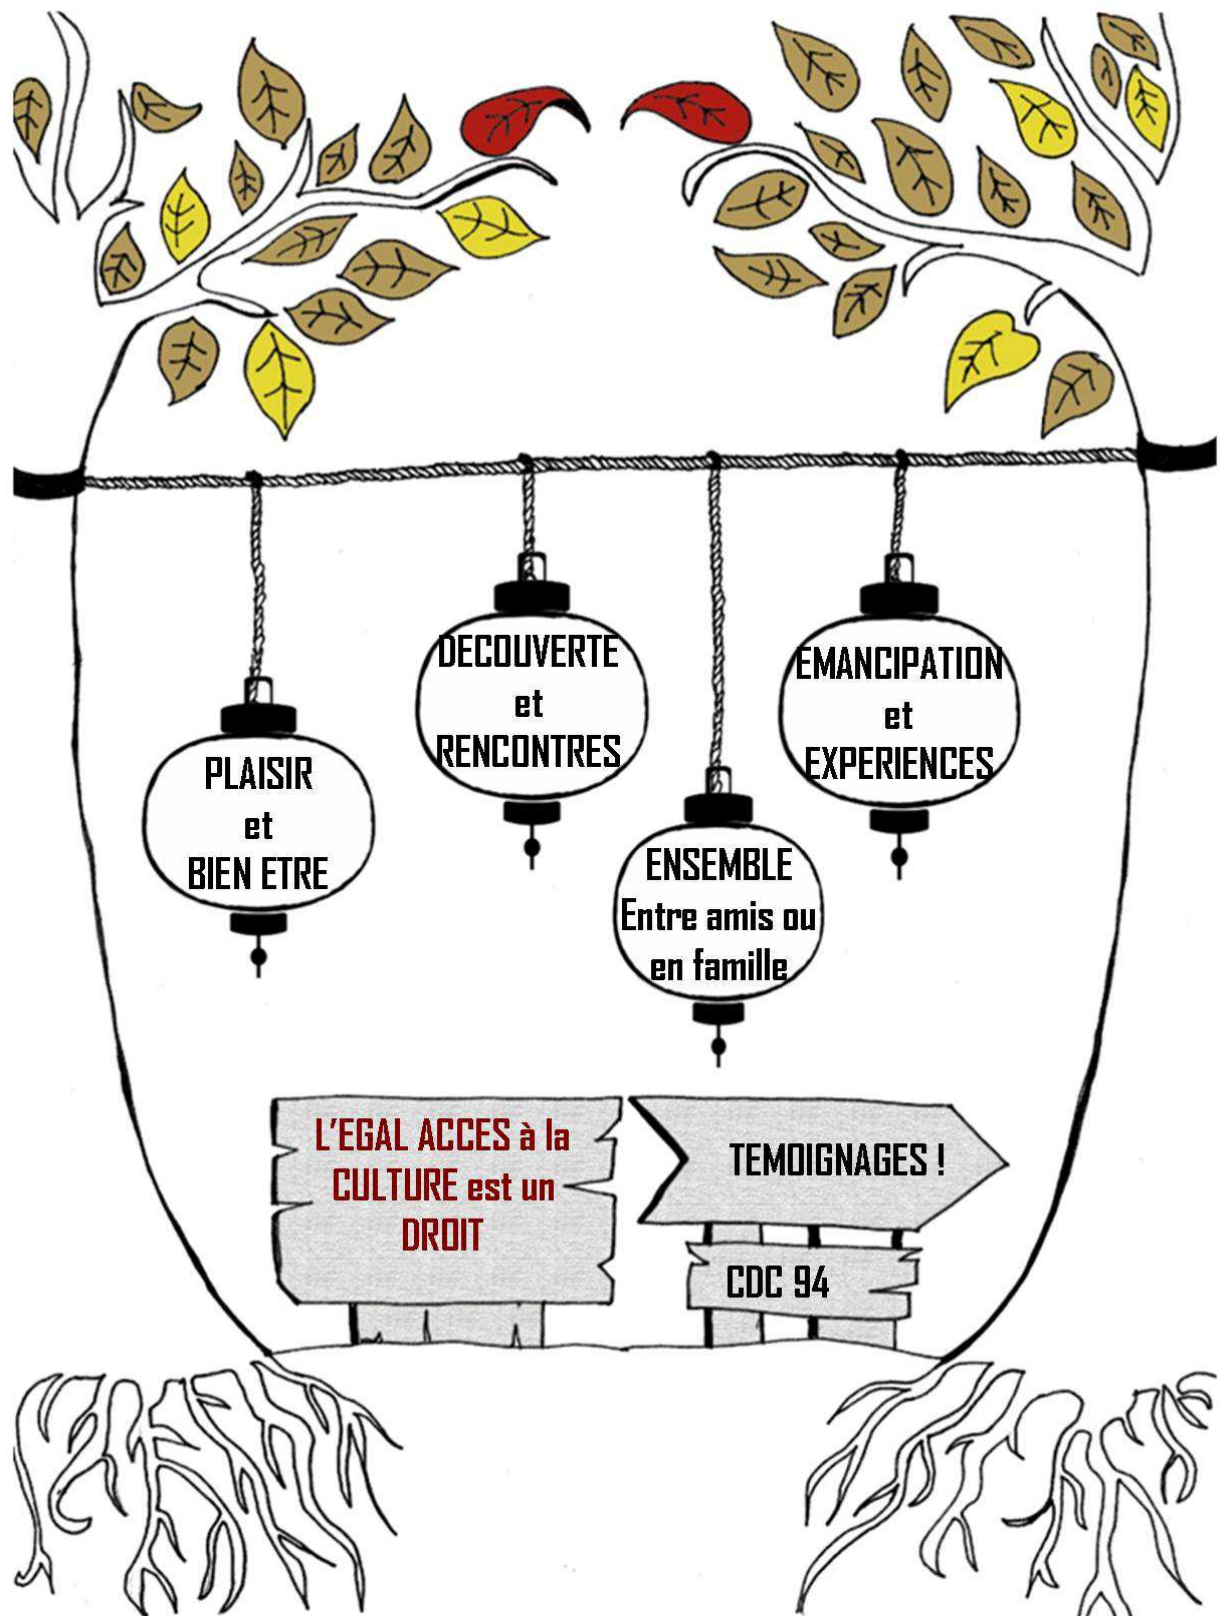 PLAISIR
et
BIEN ETRE
DECOUVERTE
et
RENCONTRES
ENSEMBLE
Entre amis ou
en famille
EMANCIPATION
et
EXPERIENCES
L'EGAL ACCES à la
CULTURE est un
DROIT
TEMOIGNAGES !
CDC 94